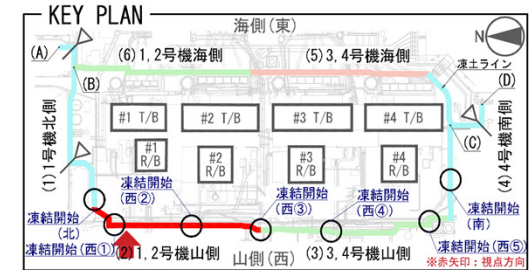 KEY PLAN
海側(東)
N
(A)
(B)
(6)1,2号機海側
(5)3,4号機海側
凍土ライン
(D)
(C)
#1 T/B
#2 T/B
#3 T/B
#4 T/B
#1
R/B
#2
R/B
#3
R/B
#4
R/B
(1)1号機北側
(4)4号機南側
凍結開始
(西②)
凍結開始
(西③)
凍結開始
(西④)
凍結開始
(南)
凍結開始
(北)
凍結開始(西①)
(2)1,2号機山側
(3)3,4号機山側
凍結開始(西⑤)
山側(西)
※赤矢印:視点方向